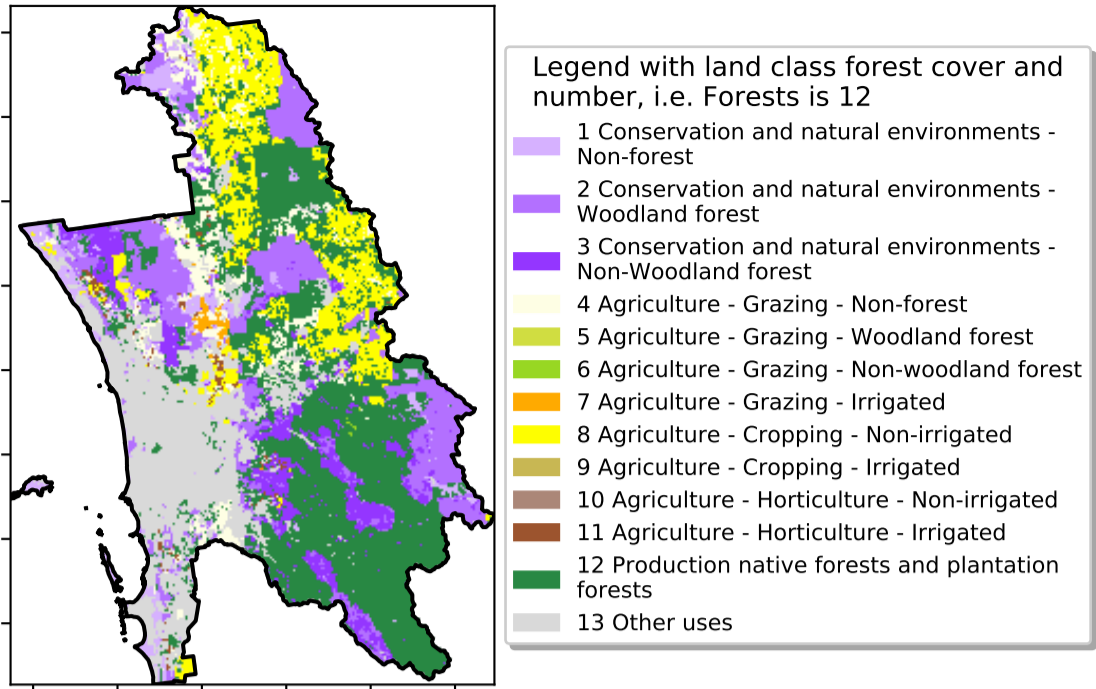 Legend with land class forest cover and
number, i.e. Forests is 12
1 Conservation and natural environments -
Non-forest
2 Conservation and natural environments -
Woodland forest
3 Conservation and natural environments -
Non-Woodland forest
4 Agriculture - Grazing - Non-forest
5 Agriculture - Grazing - Woodland forest
6 Agriculture - Grazing - Non-woodland forest
7 Agriculture - Grazing - Irrigated
8 Agriculture - Cropping - Non-irrigated
9 Agriculture - Cropping - Irrigated
10 Agriculture - Horticulture - Non-irrigated
11 Agriculture - Horticulture - Irrigated
12 Production native forests and plantation
forests
13 Other uses